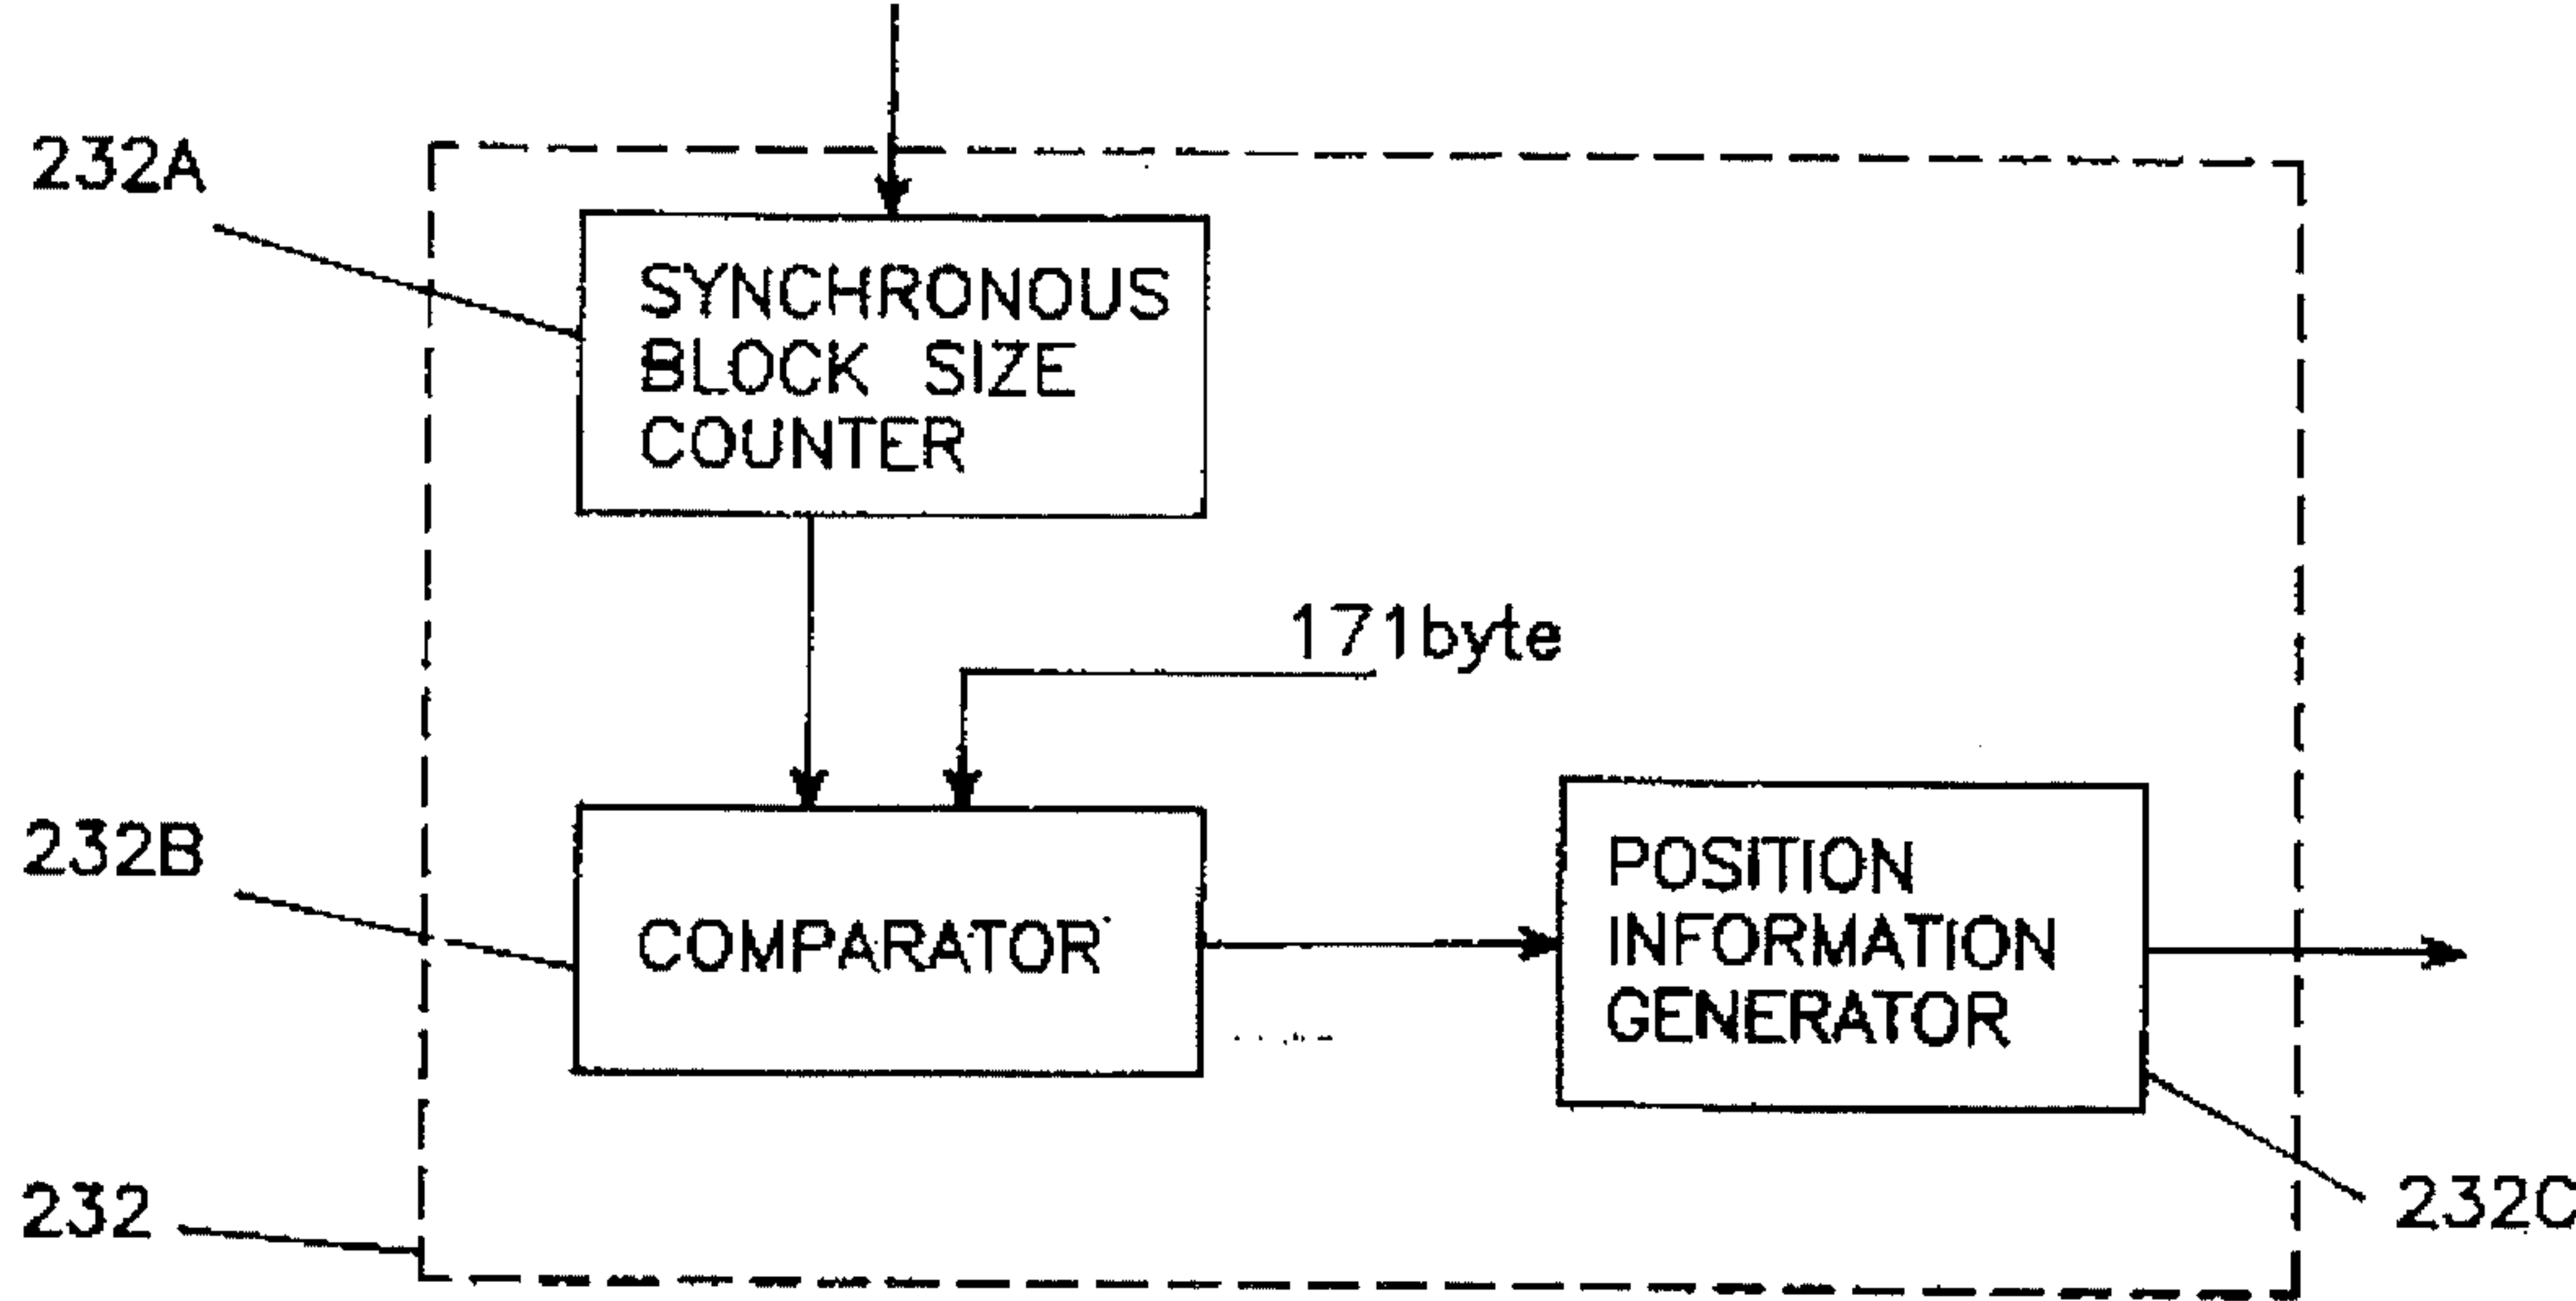 232A
SYNCHRONOUS
BLOCK SIZE
COUNTER
171byte
232B
COMPARATOR
POSITION
INFORMATION
GENERATOR
232
232C